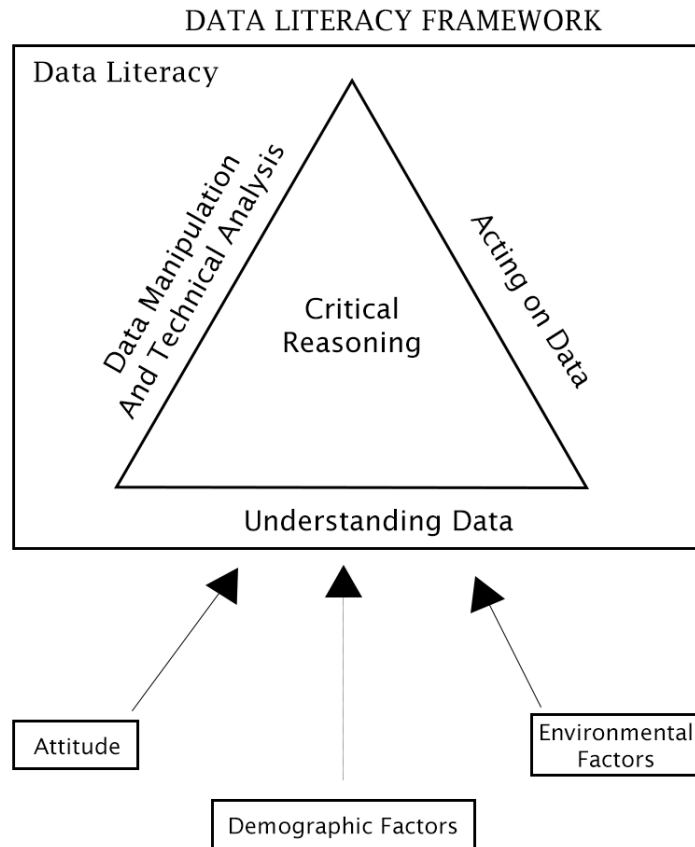 DATA LITERACY FRAMEWORK
Data Literacy
Data Manipulation
And Technical Analysis
Acting on Data
Critical
Reasoning
Understanding Data
Attitude
Environmental
Factors
Demographic Factors